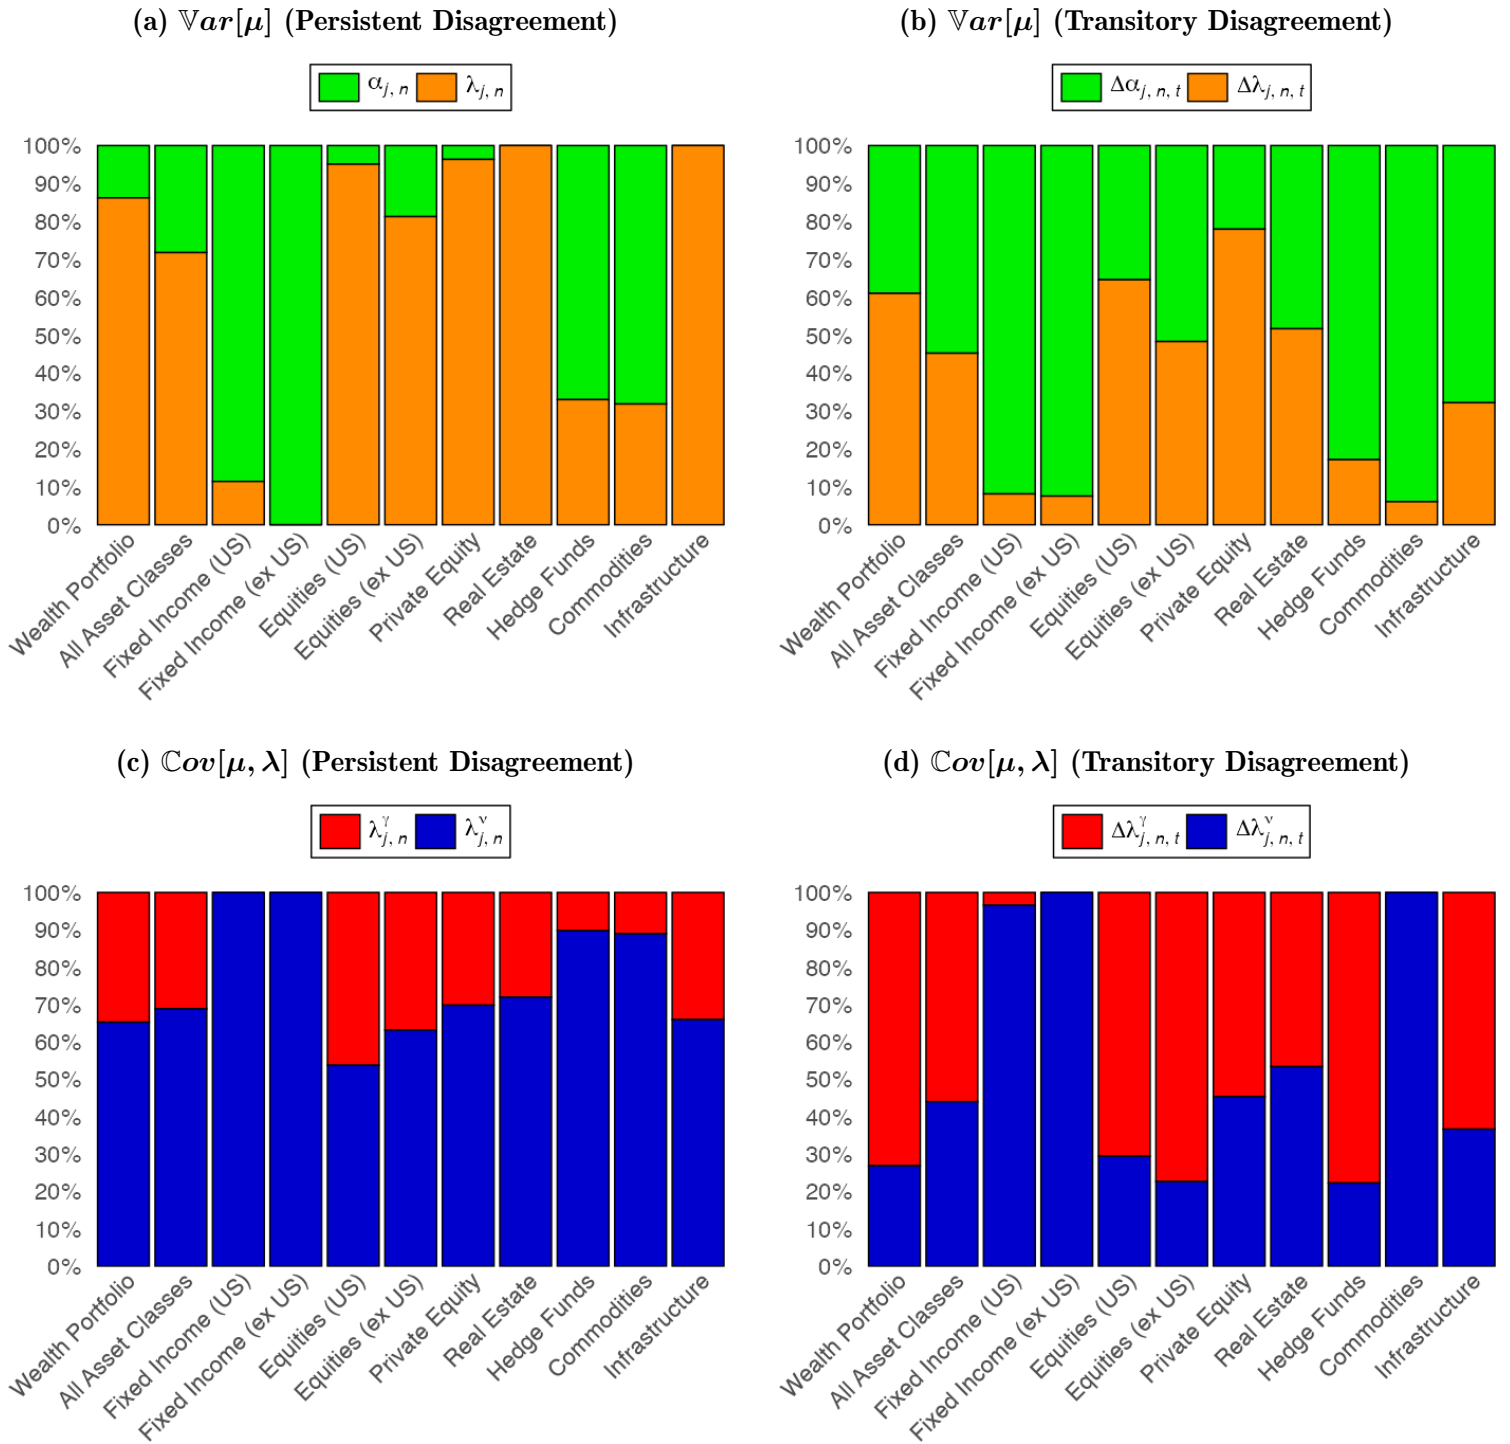 (a) 𝕍ar[μ] (Persistent Disagreement)
α_{j, n} λ_{j, n}
100%
90%
80%
70%
60%
50%
40%
30%
20%
10%
0%
Wealth Portfolio
All Asset Classes
Fixed Income (US)
Fixed Income (ex US)
Equities (US)
Equities (ex US)
Private Equity
Real Estate
Hedge Funds
Commodities
Infrastructure
(b) 𝕍ar[μ] (Transitory Disagreement)
Δα_{j, n, t} Δλ_{j, n, t}
100%
90%
80%
70%
60%
50%
40%
30%
20%
10%
0%
Wealth Portfolio
All Asset Classes
Fixed Income (US)
Fixed Income (ex US)
Equities (US)
Equities (ex US)
Private Equity
Real Estate
Hedge Funds
Commodities
Infrastructure
(c) ℂov[μ, λ] (Persistent Disagreement)
λ^γ_{j, n} λ^ν_{j, n}
100%
90%
80%
70%
60%
50%
40%
30%
20%
10%
0%
Wealth Portfolio
All Asset Classes
Fixed Income (US)
Fixed Income (ex US)
Equities (US)
Equities (ex US)
Private Equity
Real Estate
Hedge Funds
Commodities
Infrastructure
(d) ℂov[μ, λ] (Transitory Disagreement)
Δλ^γ_{j, n, t} Δλ^ν_{j, n, t}
100%
90%
80%
70%
60%
50%
40%
30%
20%
10%
0%
Wealth Portfolio
All Asset Classes
Fixed Income (US)
Fixed Income (ex US)
Equities (US)
Equities (ex US)
Private Equity
Real Estate
Hedge Funds
Commodities
Infrastructure